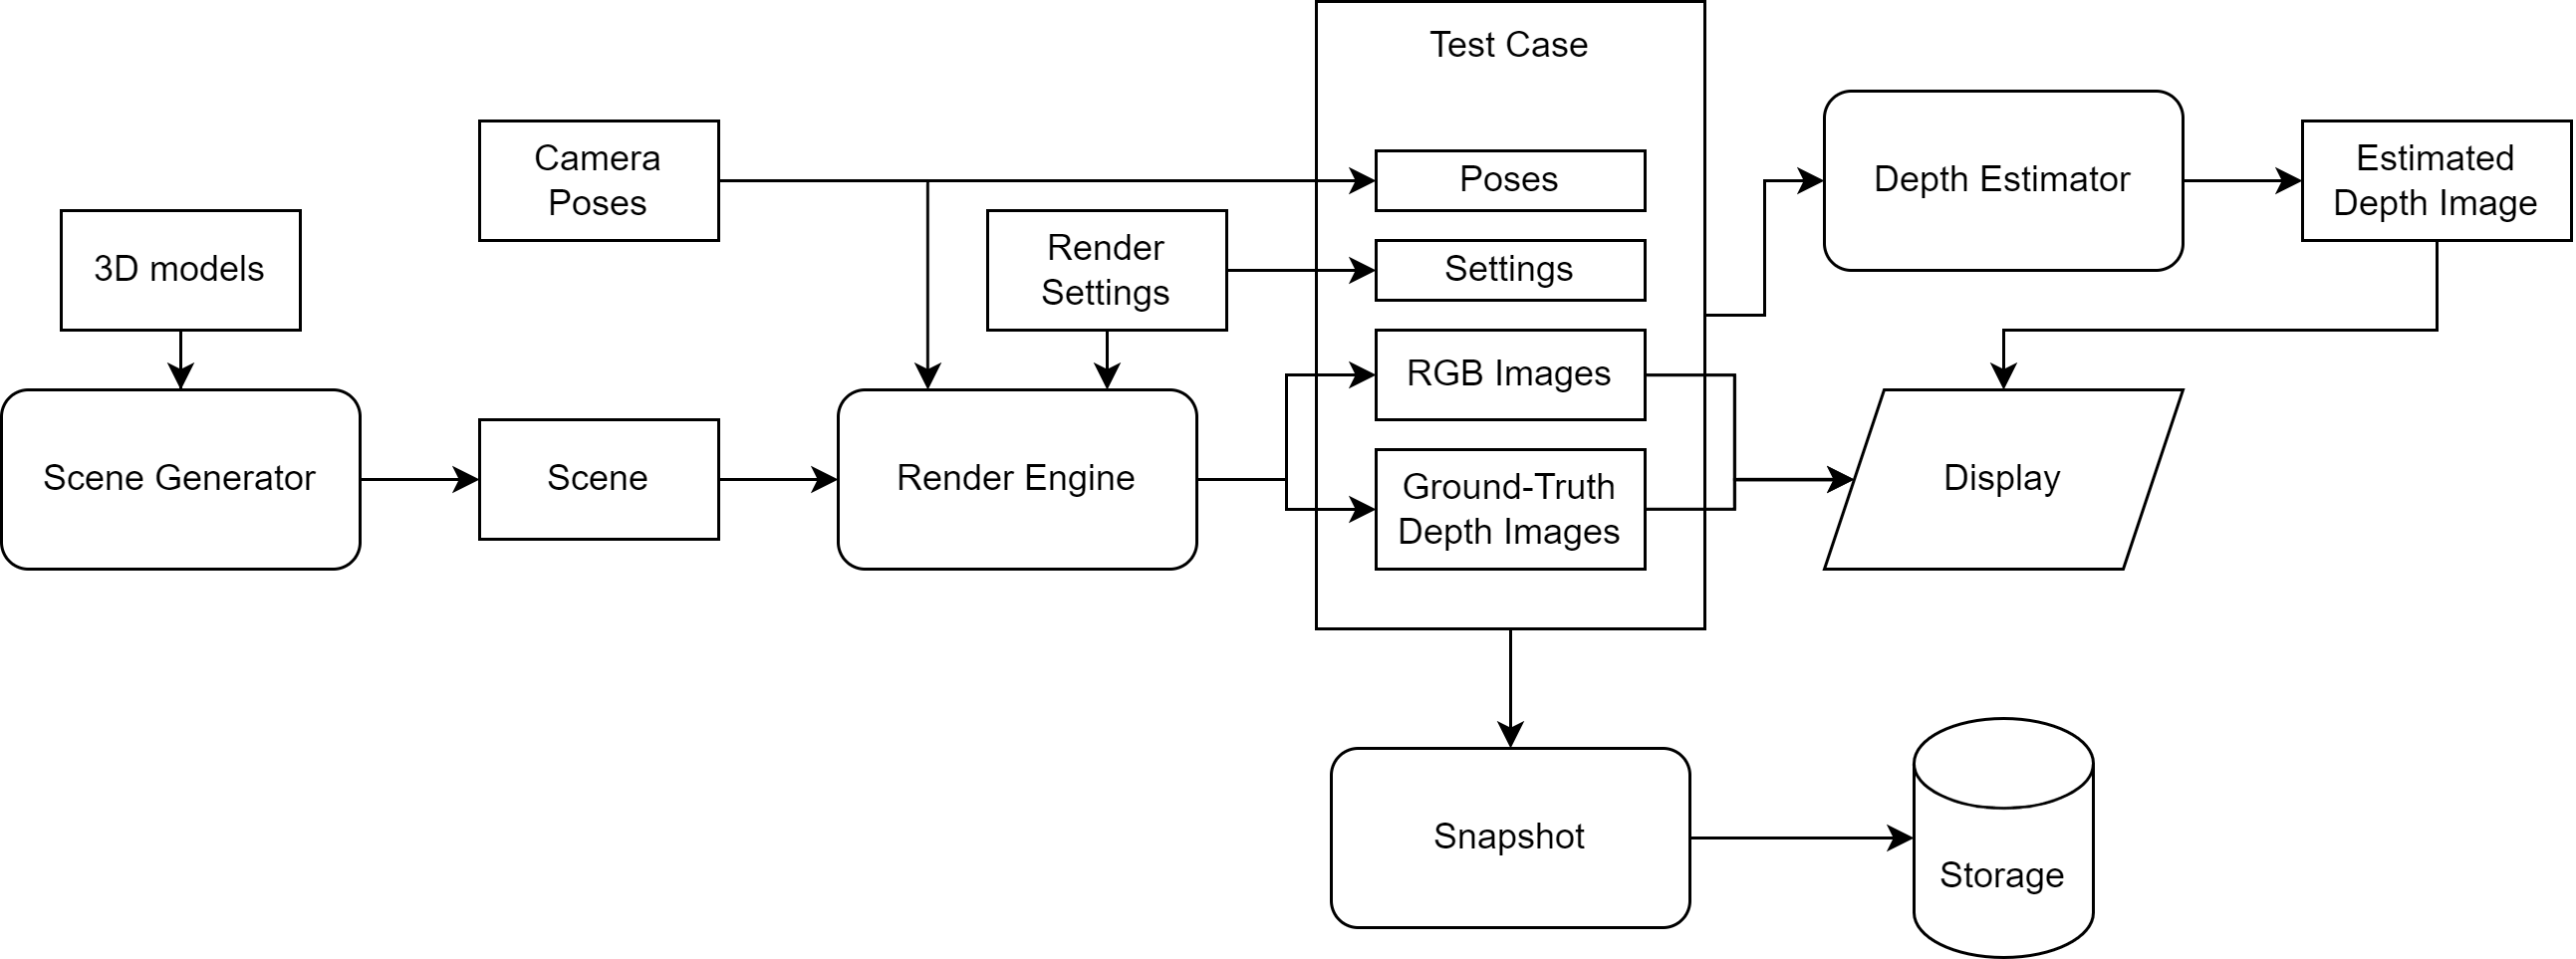 Test Case
Camera
Poses
Poses
Depth Estimator
Estimated
Depth Image
3D models
Render
Settings
Settings
RGB Images
Scene Generator
Scene
Render Engine
Ground-Truth
Depth Images
Display
Snapshot
Storage